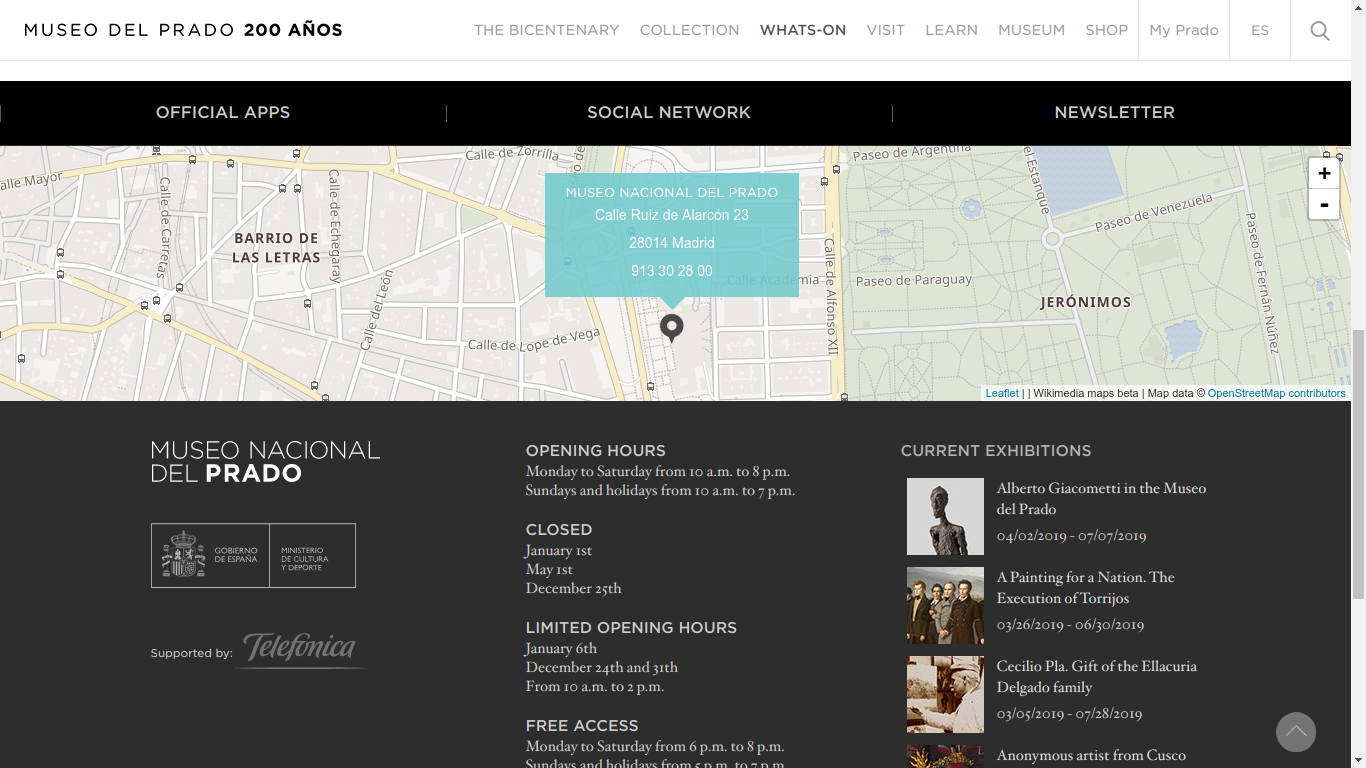 MUSEO DEL PRADO 200 AÑOS
THE BICENTENARY
COLLECTION
WHATS-ON
VISIT
LEARN
MUSEUM
SHOP
My Prado
ES
OFFICIAL APPS
SOCIAL NETWORK
NEWSLETTER
Calle de Zorrilla
Paseo de Argentina
alle Mayor
Calle de Carretas
Calle de Echegaray
el Estanque
Paseo de Venezuela
+
-
MUSEO NACIONAL DEL PRADO
Calle Ruiz de Alarcón 23
28014 Madrid
913 30 28 00
BARRIO DE
LAS LETRAS
Calle del León
Calle Academia
Calle de Alfonso XII
Paseo de Paraguay
JERÓNIMOS
Paseo de Fernán Núñez
Calle de Lope de Vega
Leaflet | | Wikimedia maps beta | Map data © OpenStreetMap contributors
MUSEO NACIONAL
DEL PRADO
GOBIERNO
DE ESPAÑA
MINISTERIO
DE CULTURA
Y DEPORTE
Supported by: Telefónica
OPENING HOURS
Monday to Saturday from 10 a.m. to 8 p.m.
Sundays and holidays from 10 a.m. to 7 p.m.
CLOSED
January 1st
May 1st
December 25th
LIMITED OPENING HOURS
January 6th
December 24th and 31th
From 10 a.m. to 2 p.m.
FREE ACCESS
Monday to Saturday from 6 p.m. to 8 p.m.
Sundays and holidays from 5 p.m. to 7 p.m.
CURRENT EXHIBITIONS
Alberto Giacometti in the Museo
del Prado
04/02/2019 - 07/07/2019
A Painting for a Nation. The
Execution of Torrijos
03/26/2019 - 06/30/2019
Cecilio Pla. Gift of the Ellacuria
Delgado family
03/05/2019 - 07/28/2019
Anonymous artist from Cusco